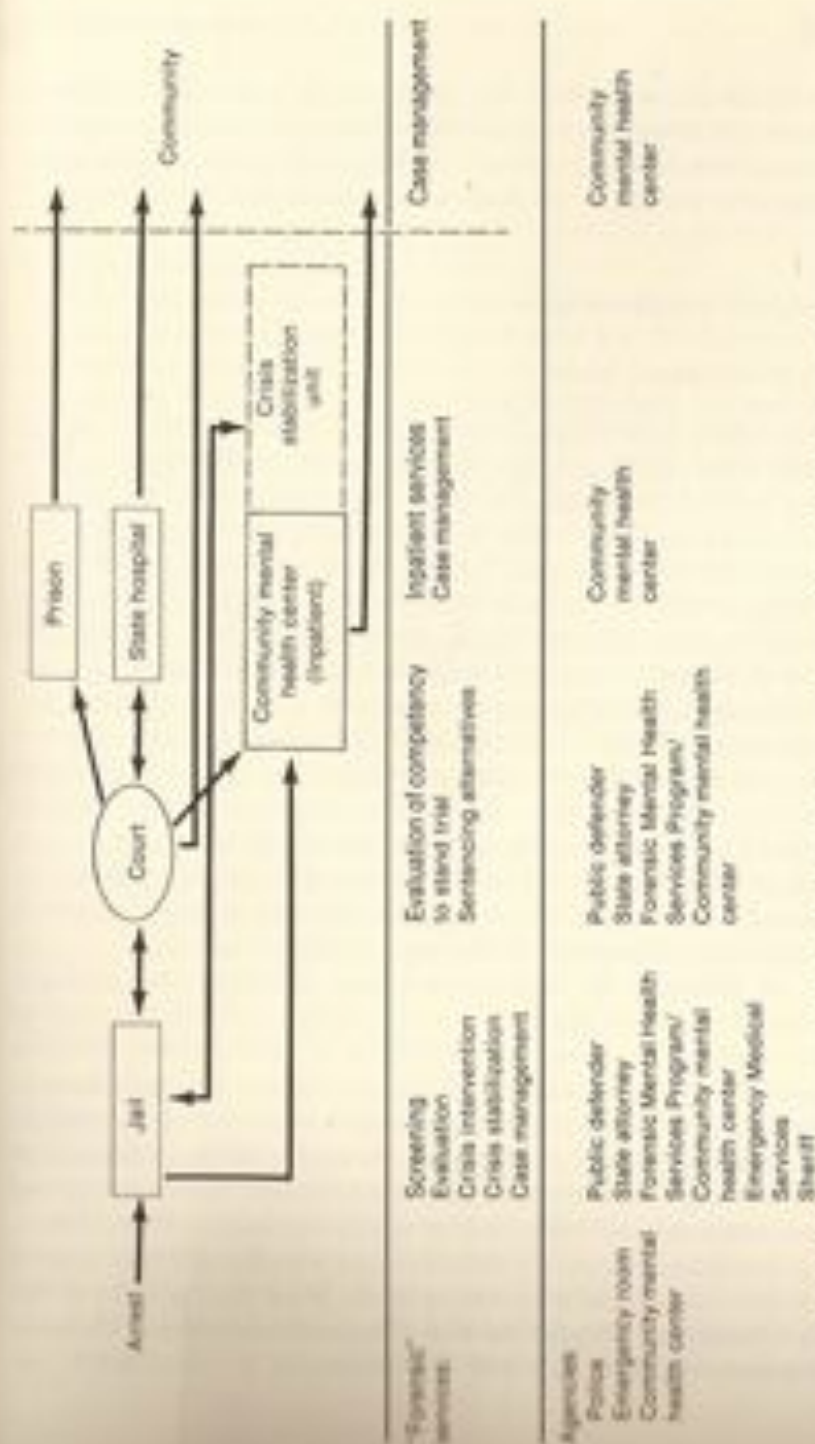 Arrest
Jail
Court
Prison
State hospital
Community mental
health center
(Inpatient)
Crisis
stabilization
unit
Community
"Forensic"
services
Screening
Evaluation
Crisis intervention
Crisis stabilization
Case management
Evaluation of competency
to stand trial
Sentencing alternatives
Inpatient services
Case management
Case management
Agencies
Police
Emergency room
Community mental
health center
Public defender
State attorney
Forensic Mental Health
Services Program/
Community mental
health center
Emergency Medical
Services
Sheriff
Public defender
State attorney
Forensic Mental Health
Services Program/
Community mental health
center
Community
mental health
center
Community
mental health
center